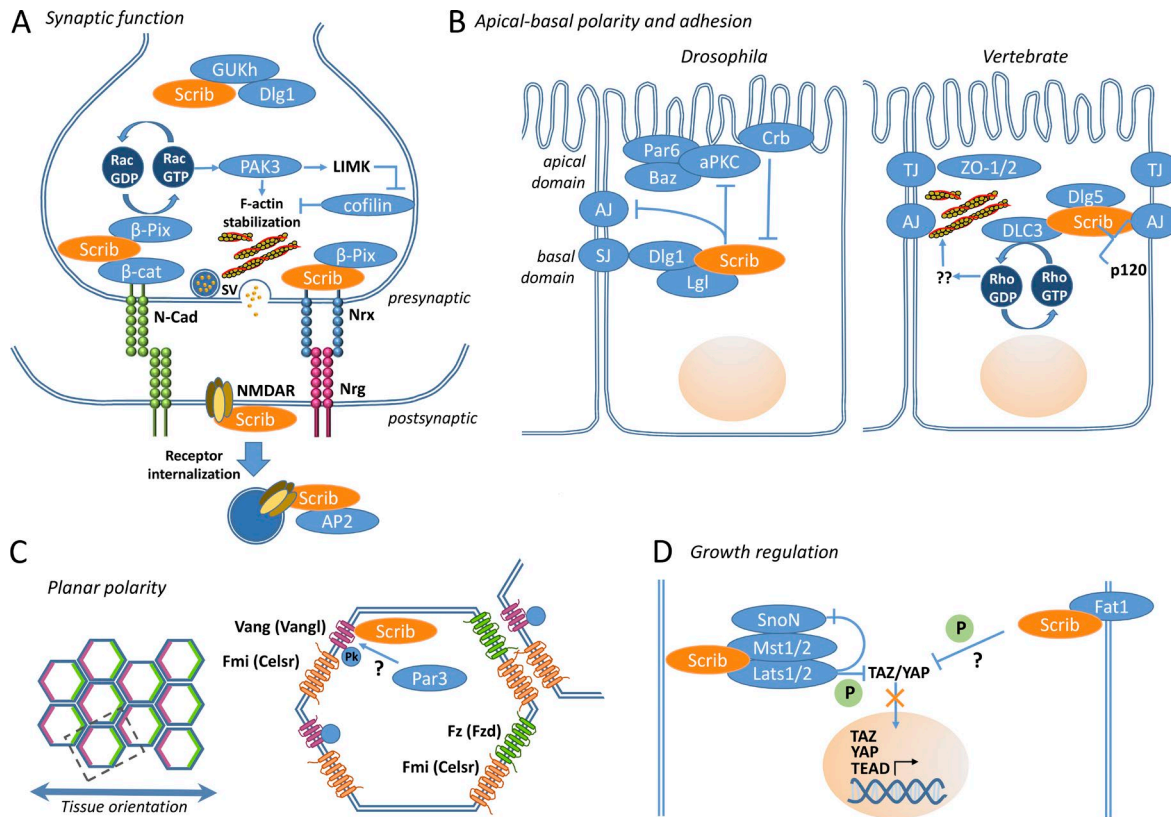 A
Synaptic function
GUKh
Scrib
Dlg1
Rac
GDP
Rac
GTP
PAK3
LIMK
F-actin
stabilization
cofilin
β-Pix
Scrib
β-cat
SV
β-Pix
Scrib
presynaptic
N-Cad
Nrx
NMDAR
Nrg
Scrib
postsynaptic
Receptor
internalization
Scrib
AP2
B
Apical-basal polarity and adhesion
Drosophila
Crb
Par6
aPKC
Baz
apical
domain
AJ
basal
domain
SJ
Dlg1
Scrib
Lgl
Vertebrate
TJ
ZO-1/2
TJ
Dlg5
AJ
Scrib
AJ
DLC3
p120
??
Rho
GDP
Rho
GTP
C
Planar polarity
Tissue orientation
Vang (Vangl)
Scrib
Fmi (Celsr)
Pk
?
Par3
Fz (Fzd)
Fmi (Celsr)
D
Growth regulation
SnoN
Mst1/2
Scrib
Lats1/2
P
TAZ/YAP
P
?
Fat1
Scrib
TAZ
YAP
TEAD